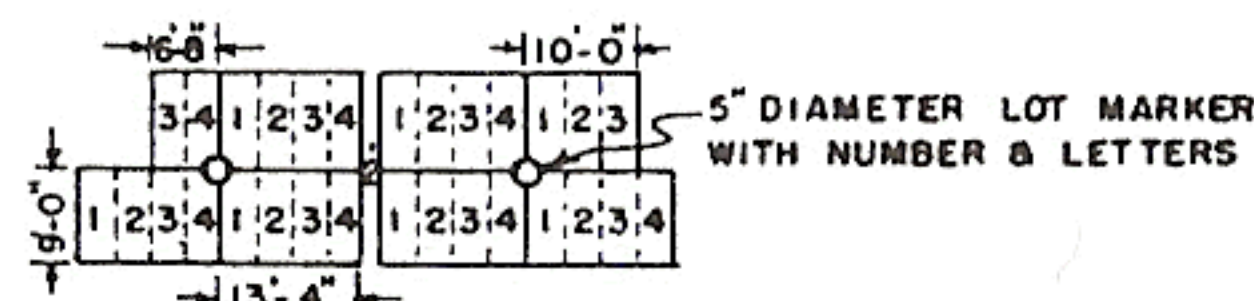 6'-8" 10'-0"
3 4 1 2 3 4 1 2 3 4 1 2 3
5" DIAMETER LOT MARKER
WITH NUMBER & LETTERS
9'-0"
1 2 3 4 1 2 3 4 1 2 3 4 1 2 3 4
13'-4"